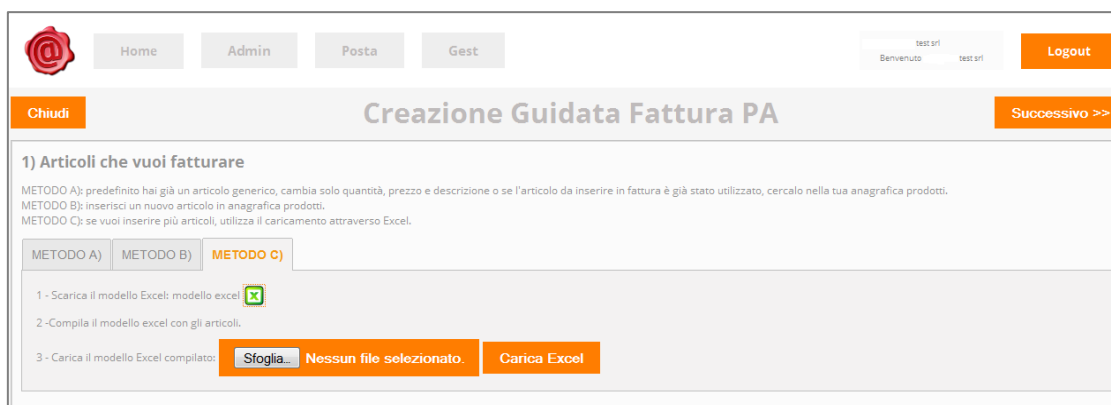 Home Admin Posta Gest
test srl
Benvenuto test srl
Logout
Chiudi
Creazione Guidata Fattura PA
Successivo >>
1) Articoli che vuoi fatturare
METODO A): predefinito hai già un articolo generico, cambia solo quantità, prezzo e descrizione o se l'articolo da inserire in fattura è già stato utilizzato, cercalo nella tua anagrafica prodotti.
METODO B): inserisci un nuovo articolo in anagrafica prodotti.
METODO C): se vuoi inserire più articoli, utilizza il caricamento attraverso Excel.
METODO A) METODO B) METODO C)
1 - Scarica il modello Excel: modello excel
2 -Compila il modello excel con gli articoli.
3 - Carica il modello Excel compilato: Sfoglia... Nessun file selezionato. Carica Excel